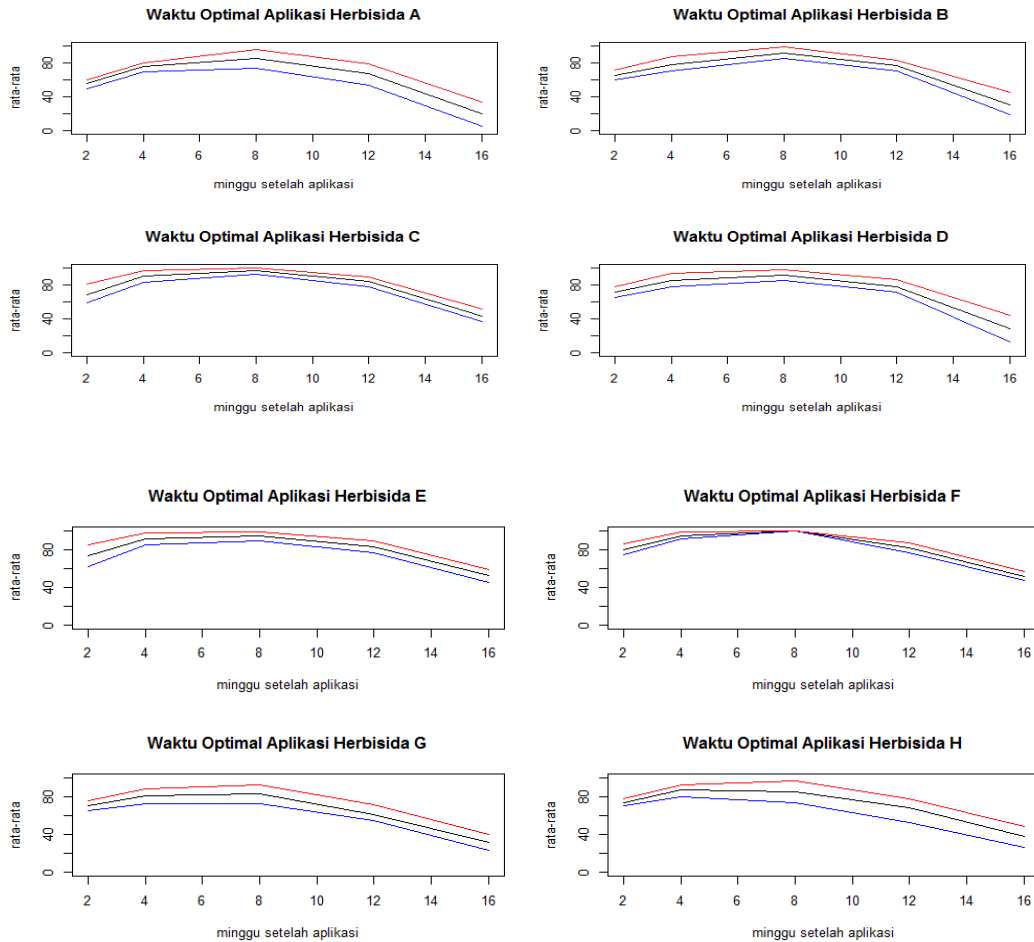 Waktu Optimal Aplikasi Herbisida A
rata-rata
0 40 80
2 4 6 8 10 12 14 16
minggu setelah aplikasi
Waktu Optimal Aplikasi Herbisida B
rata-rata
0 40 80
2 4 6 8 10 12 14 16
minggu setelah aplikasi
Waktu Optimal Aplikasi Herbisida C
rata-rata
0 40 80
2 4 6 8 10 12 14 16
minggu setelah aplikasi
Waktu Optimal Aplikasi Herbisida D
rata-rata
0 40 80
2 4 6 8 10 12 14 16
minggu setelah aplikasi
Waktu Optimal Aplikasi Herbisida E
rata-rata
0 40 80
2 4 6 8 10 12 14 16
minggu setelah aplikasi
Waktu Optimal Aplikasi Herbisida F
rata-rata
0 40 80
2 4 6 8 10 12 14 16
minggu setelah aplikasi
Waktu Optimal Aplikasi Herbisida G
rata-rata
0 40 80
2 4 6 8 10 12 14 16
minggu setelah aplikasi
Waktu Optimal Aplikasi Herbisida H
rata-rata
0 40 80
2 4 6 8 10 12 14 16
minggu setelah aplikasi